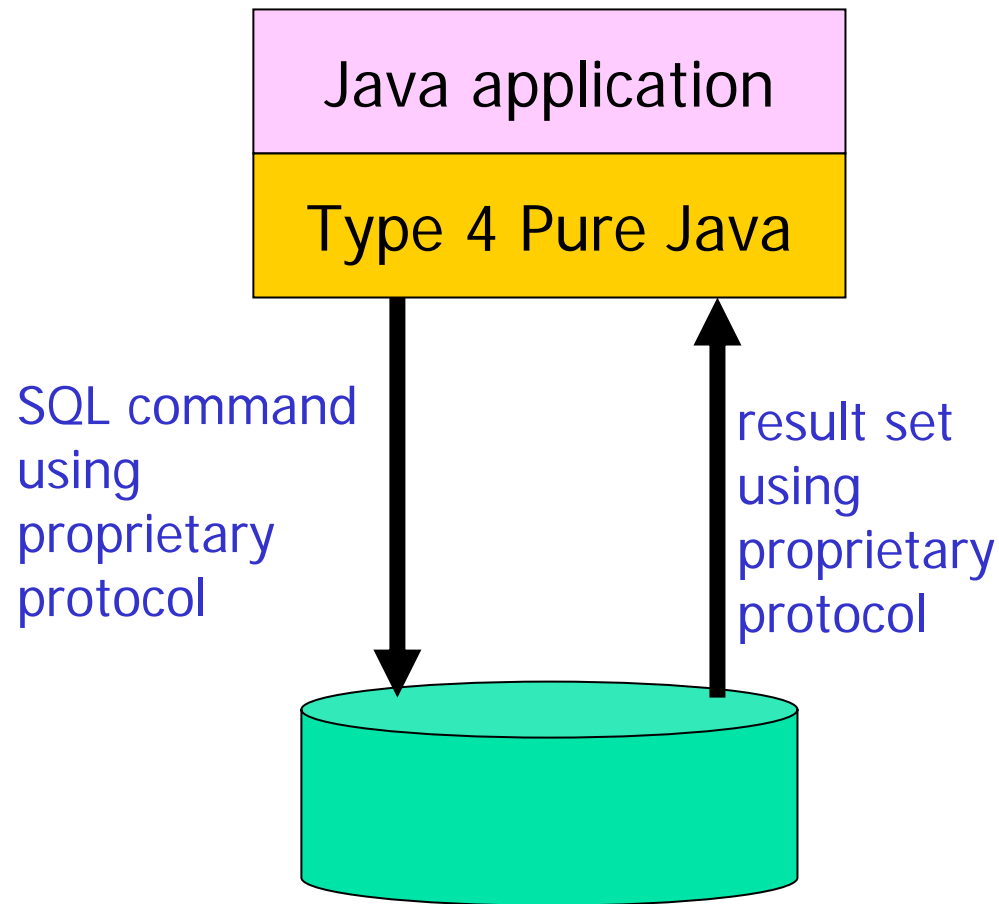 Java application
Type 4 Pure Java
SQL command
using
proprietary
protocol
result set
using
proprietary
protocol